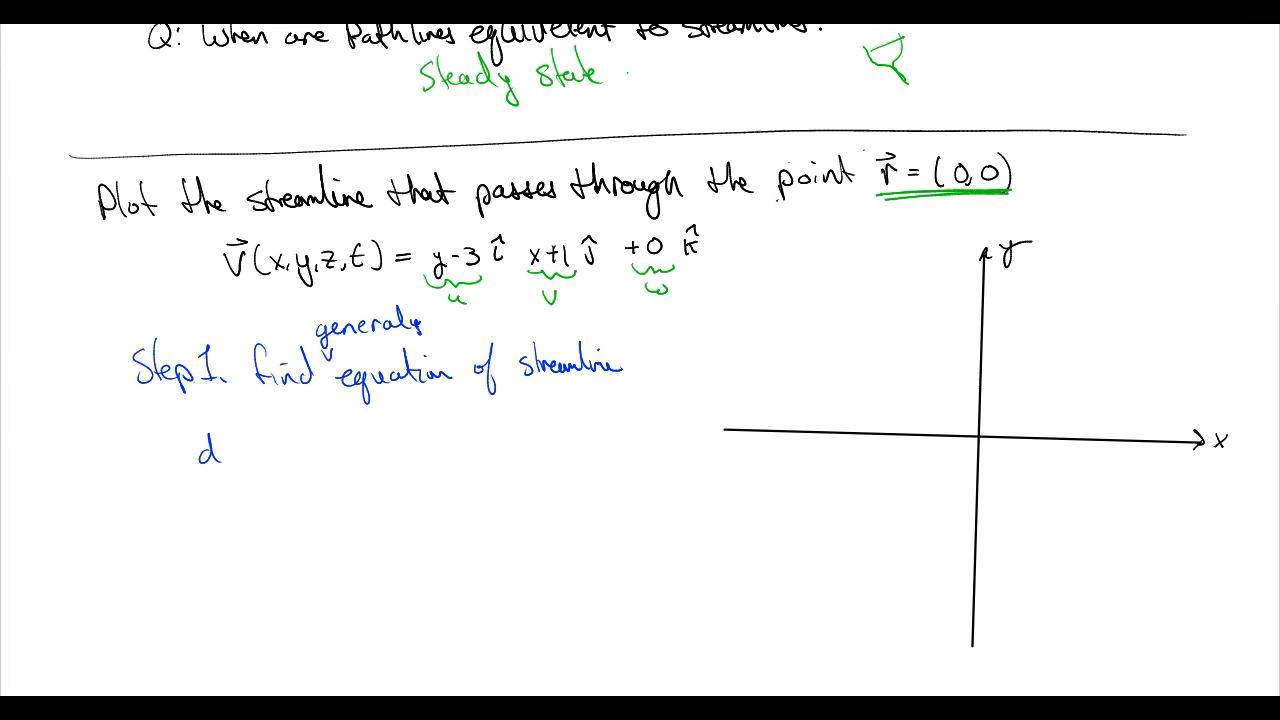 Q: When are Pathlines equivalent to streamlines?
Steady state
Plot the streamline that passes through the point r⃗ = (0,0)
V⃗(x,y,z,t) = y-3 î x+1 ĵ +0 k̂
u v w
general
Step 1. find equation of streamline
d
y
x